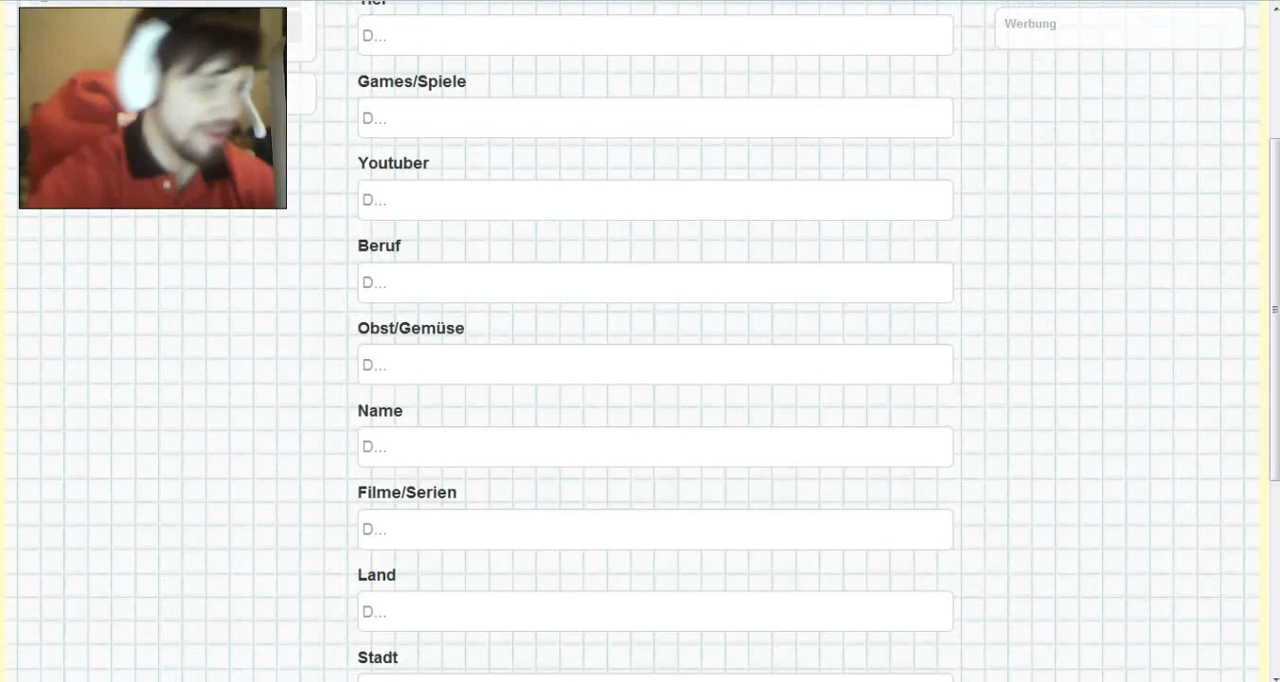 D...
Werbung
Games/Spiele
D...
Youtuber
D...
Beruf
D...
Obst/Gemüse
D...
Name
D...
Filme/Serien
D...
Land
D...
Stadt